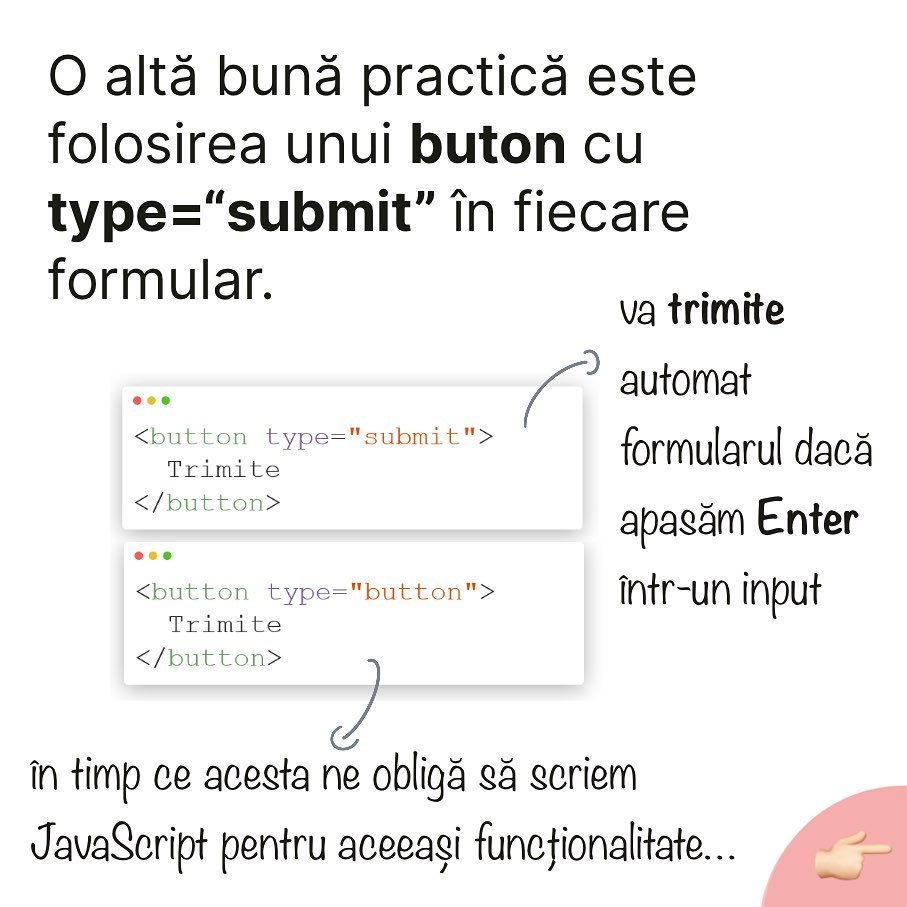 O altă bună practică este
folosirea unui buton cu
type=“submit” în fiecare
formular.
va trimite
automat
formularul dacă
apasăm Enter
într-un input
<button type="submit">
Trimite
</button>
<button type="button">
Trimite
</button>
în timp ce acesta ne obligă să scriem
JavaScript pentru aceeași funcționalitate...